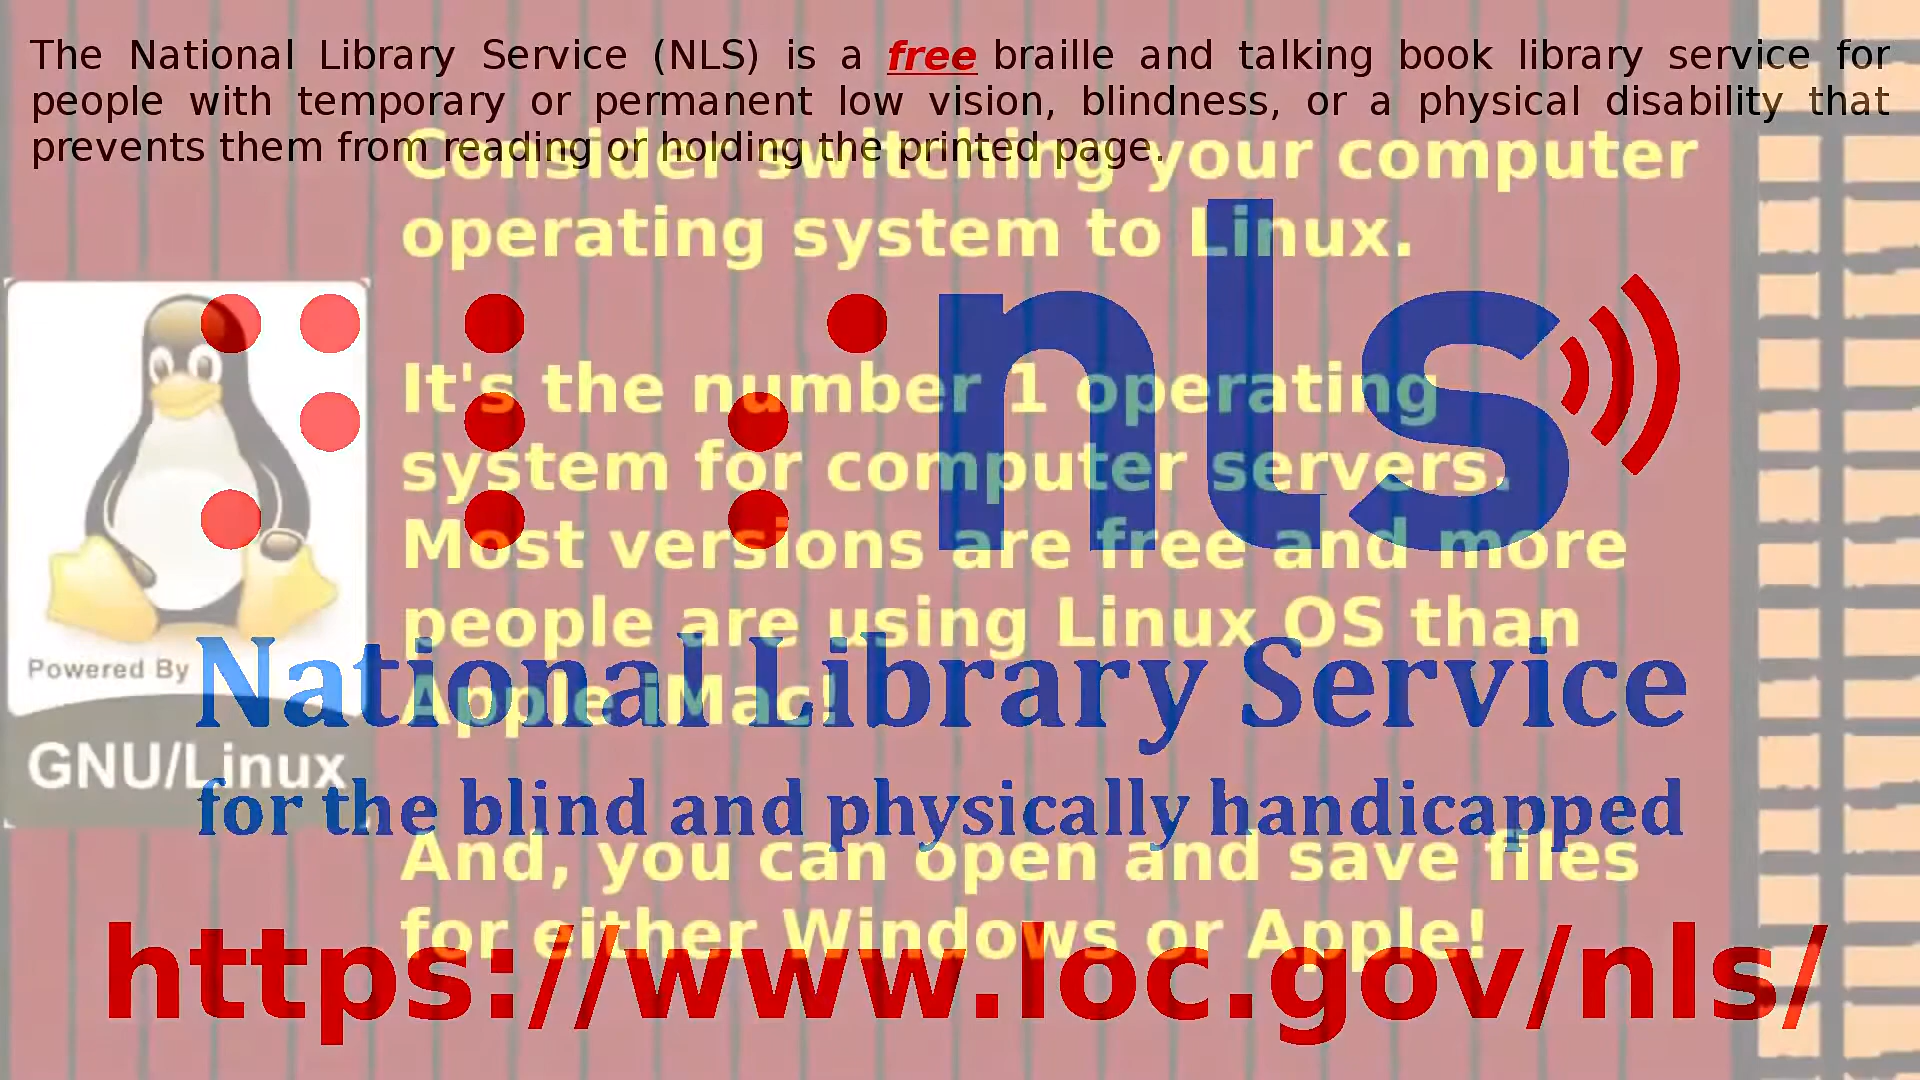 The National Library Service (NLS) is a free braille and talking book library service for
people with temporary or permanent low vision, blindness, or a physical disability that
prevents them from reading or holding the printed page.
Consider switching your computer
operating system to Linux.
nls
It's the number 1 operating
system for computer servers.
Most versions are free and more
people are using Linux OS than
Apple iMac!
Powered By
GNU/Linux
National Library Service
for the blind and physically handicapped
And, you can open and save files
for either Windows or Apple!
https://www.loc.gov/nls/